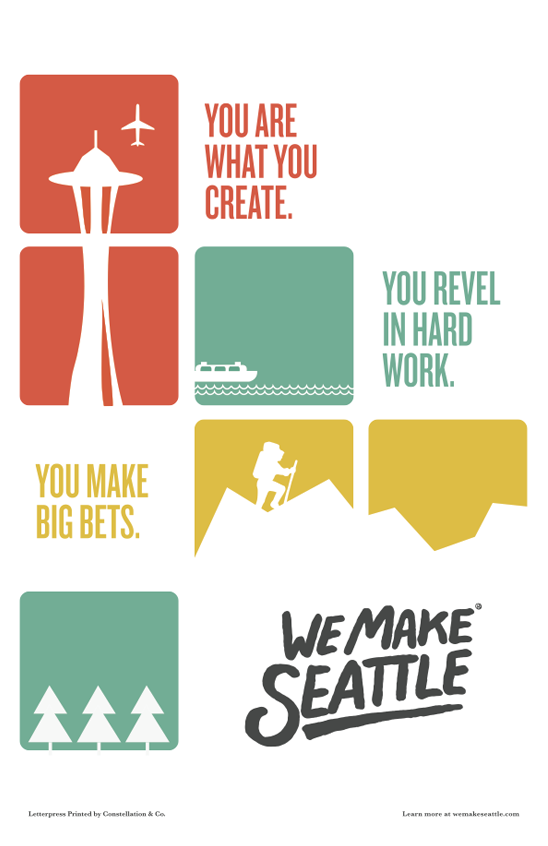 YOU ARE
WHAT YOU
CREATE.
YOU REVEL
IN HARD
WORK.
YOU MAKE
BIG BETS.
WE MAKE®
SEATTLE
Letterpress Printed by Constellation & Co.
Learn more at wemakeseattle.com